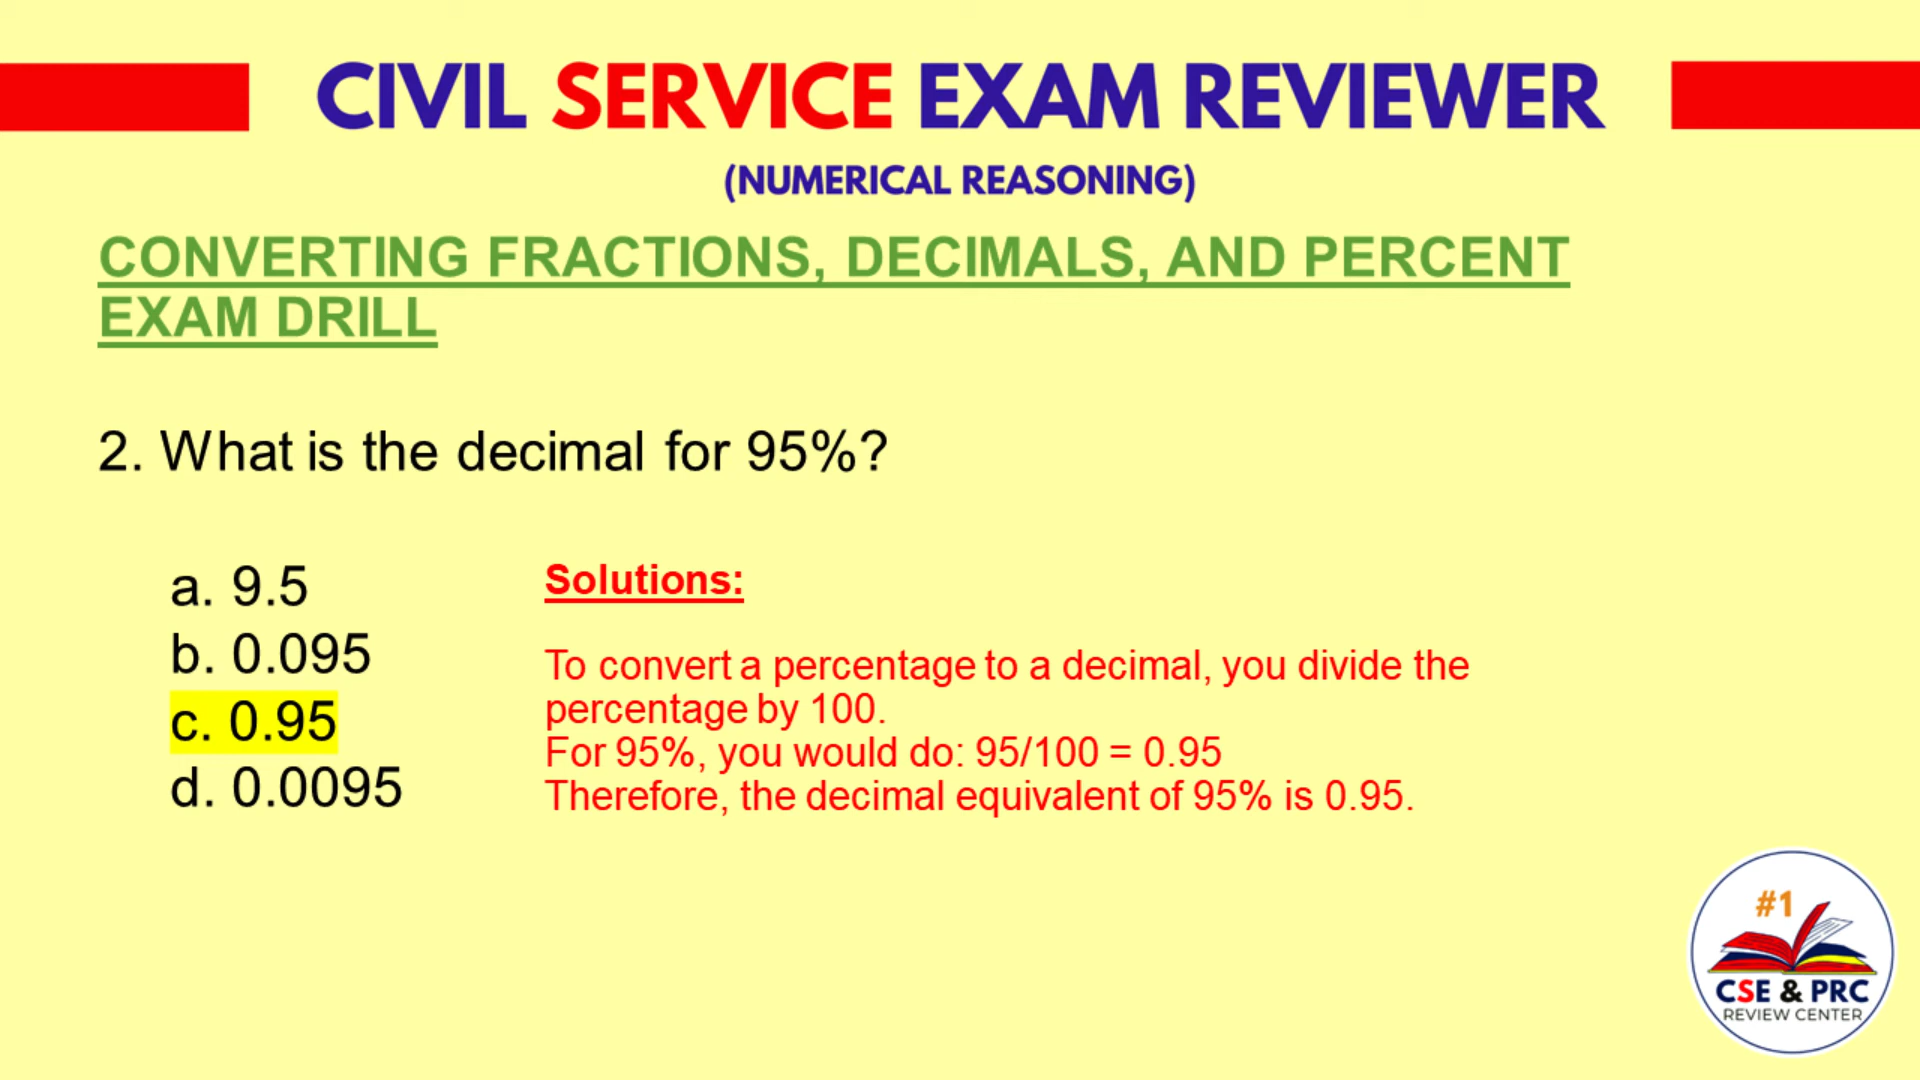 CIVIL SERVICE EXAM REVIEWER
(NUMERICAL REASONING)
CONVERTING FRACTIONS, DECIMALS, AND PERCENT
EXAM DRILL
2. What is the decimal for 95%?
a. 9.5
b. 0.095
c. 0.95
d. 0.0095
Solutions:
To convert a percentage to a decimal, you divide the
percentage by 100.
For 95%, you would do: 95/100 = 0.95
Therefore, the decimal equivalent of 95% is 0.95.
#1
CSE & PRC
REVIEW CENTER